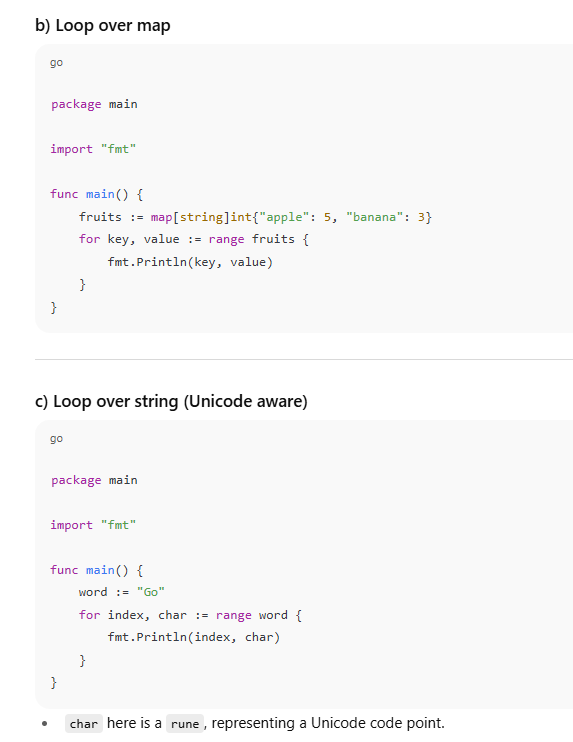 b) Loop over map
go
package main
import "fmt"
func main() {
    fruits := map[string]int{"apple": 5, "banana": 3}
    for key, value := range fruits {
        fmt.Println(key, value)
    }
}
c) Loop over string (Unicode aware)
go
package main
import "fmt"
func main() {
    word := "Go"
    for index, char := range word {
        fmt.Println(index, char)
    }
}
• char here is a rune, representing a Unicode code point.